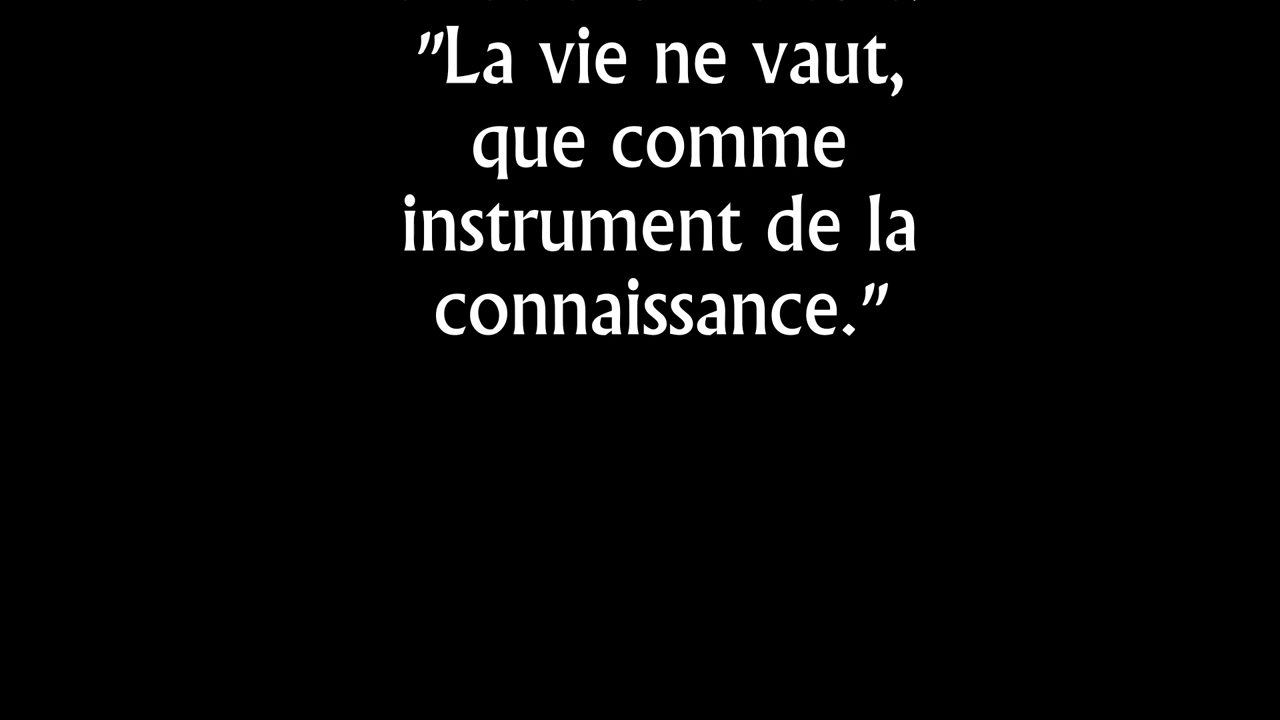 "La vie ne vaut,
que comme
instrument de la
connaissance."